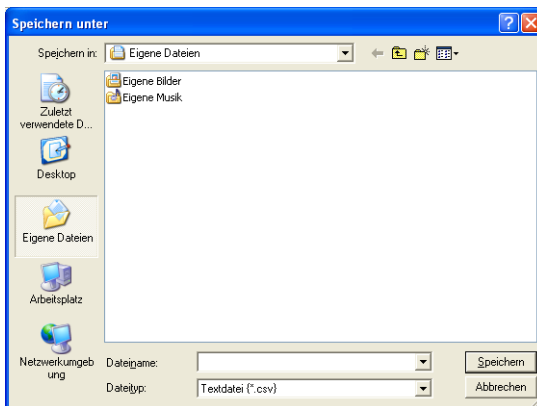 Speichern unter
Speichern in:
Eigene Dateien
Zuletzt
verwendete D...
Desktop
Eigene Dateien
Arbeitsplatz
Netzwerkumgeb
ung
Eigene Bilder
Eigene Musik
Dateiname:
Speichern
Dateityp:
Textdatei (*.csv)
Abbrechen